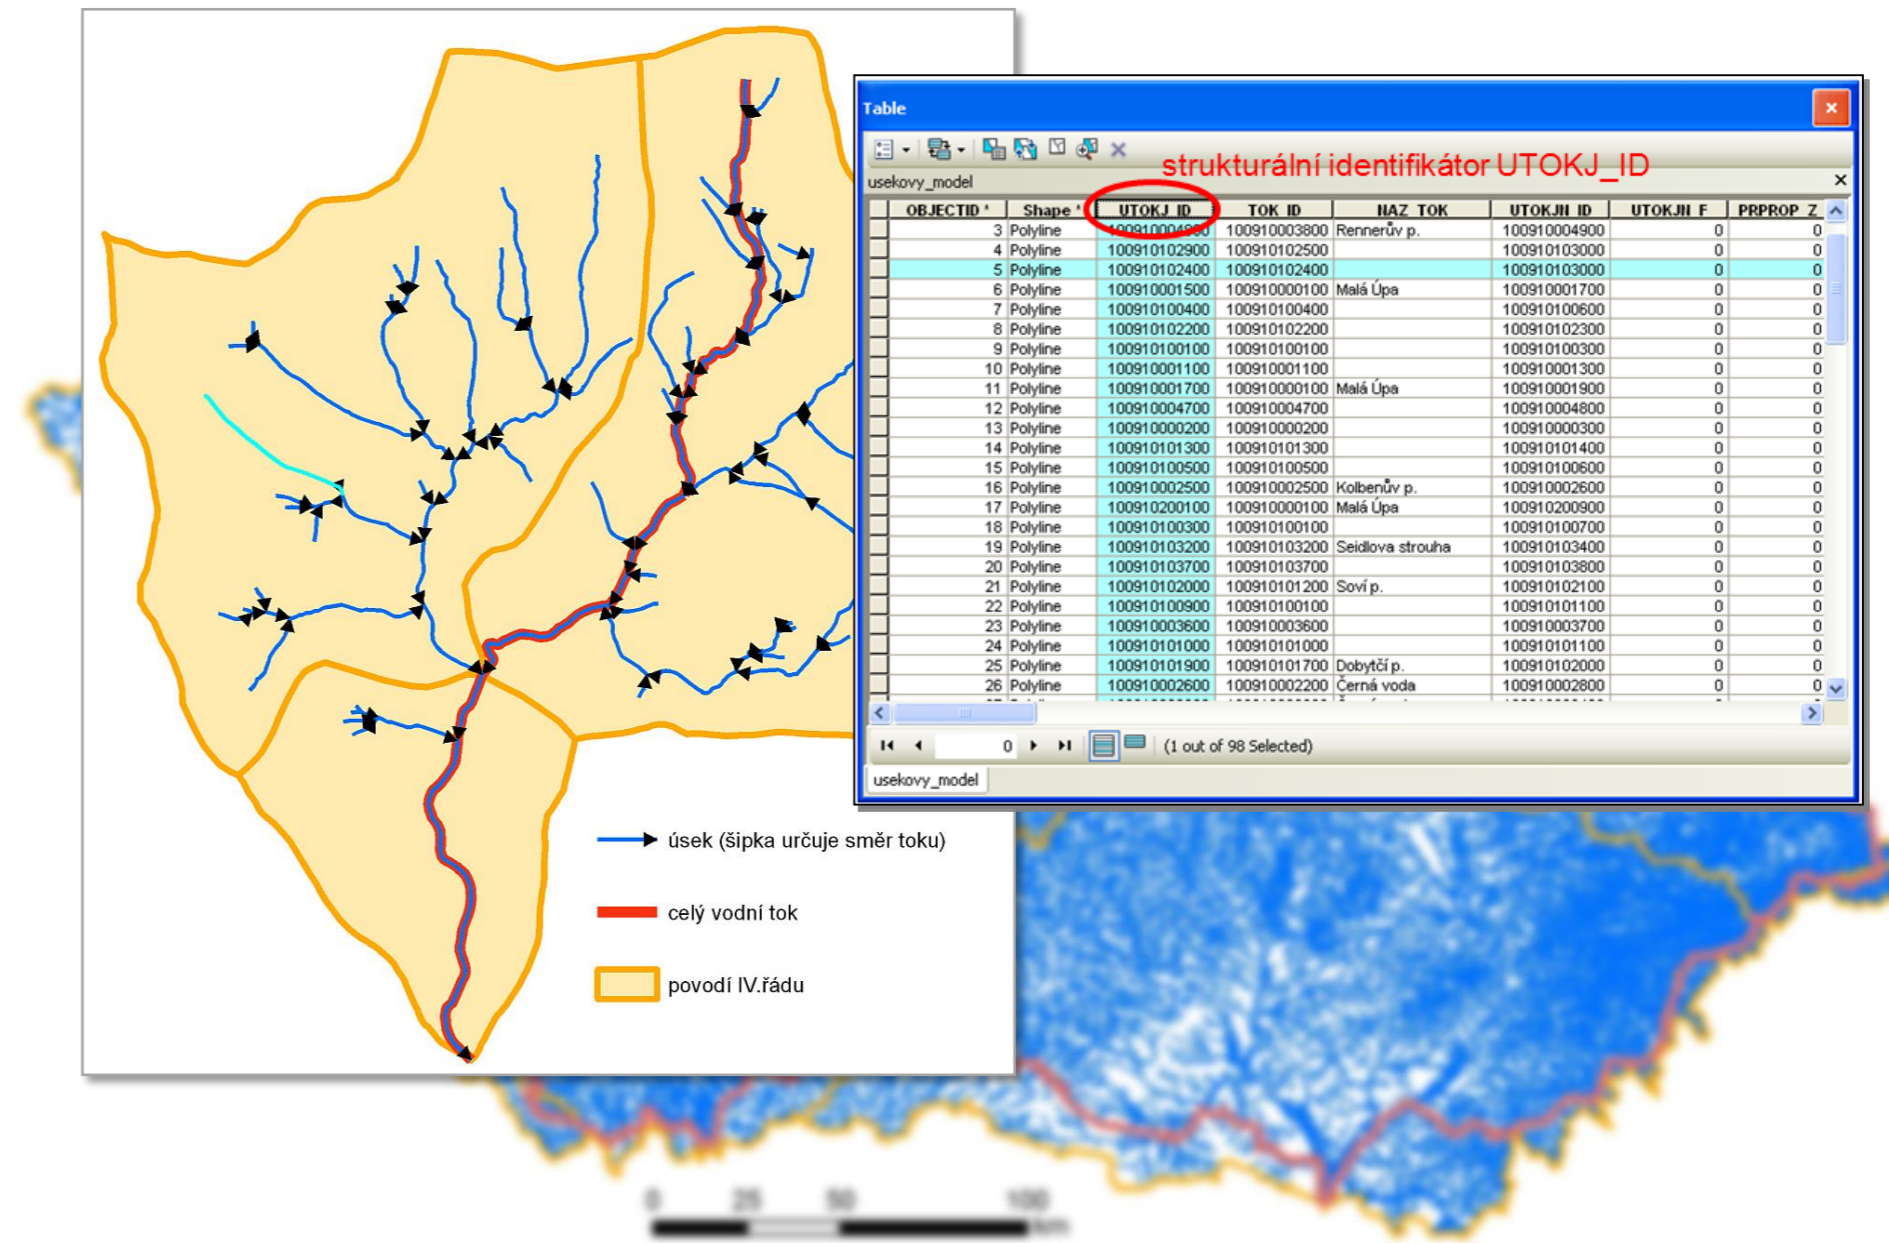 Table
strukturální identifikátor UTOKJ_ID
usekovy_model
OBJECTID * Shape * UTOKJ_ID TOK_ID NAZ_TOK UTOKJN_ID UTOKJN_F PRPROP_Z
3 Polyline 100910003800 Rennerův p. 100910004900 0 0
4 Polyline 100910102900 100910102500 100910103000 0 0
5 Polyline 100910102400 100910102400 100910103000 0 0
6 Polyline 100910001500 100910000100 Malá Úpa 100910001700 0 0
7 Polyline 100910100400 100910100400 100910100600 0 0
8 Polyline 100910102200 100910102200 100910102300 0 0
9 Polyline 100910100100 100910100100 100910100300 0 0
10 Polyline 100910001100 100910001100 100910001300 0 0
11 Polyline 100910001700 100910000100 Malá Úpa 100910001900 0 0
12 Polyline 100910004700 100910004700 100910004800 0 0
13 Polyline 100910000200 100910000200 100910000300 0 0
14 Polyline 100910101300 100910101300 100910101400 0 0
15 Polyline 100910100500 100910100500 100910100600 0 0
16 Polyline 100910002500 100910002500 Kolbenův p. 100910002600 0 0
17 Polyline 100910200100 100910000100 Malá Úpa 100910200900 0 0
18 Polyline 100910100300 100910100100 100910100700 0 0
19 Polyline 100910103200 100910103200 Seidlova strouha 100910103400 0 0
20 Polyline 100910103700 100910103700 100910103800 0 0
21 Polyline 100910102000 100910101200 Soví p. 100910102100 0 0
22 Polyline 100910100900 100910100100 100910101100 0 0
23 Polyline 100910003600 100910003600 100910003700 0 0
24 Polyline 100910101000 100910101000 100910101100 0 0
25 Polyline 100910101900 100910101700 Dobytčí p. 100910102000 0 0
26 Polyline 100910002600 100910002200 Černá voda 100910002800 0 0
0 (1 out of 98 Selected)
usekovy_model
úsek (šipka určuje směr toku)
celý vodní tok
povodí IV.řádu
0 25 50 100
km